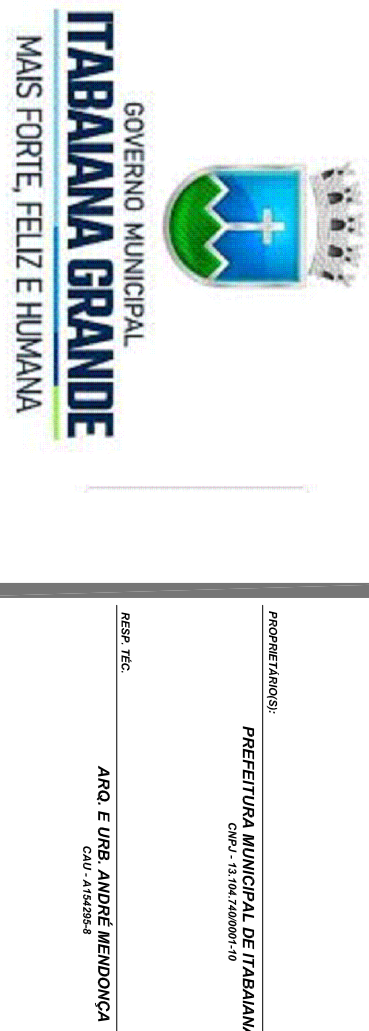 GOVERNO MUNICIPAL
ITABAIANA GRANDE
MAIS FORTE, FELIZ E HUMANA
PROPRIETÁRIO(S):
PREFEITURA MUNICIPAL DE ITABAIANA
CNPJ - 13.104.740/0001-10
RESP. TÉC.
ARQ. E URB. ANDRÉ MENDONÇA
CAU - A154295-8